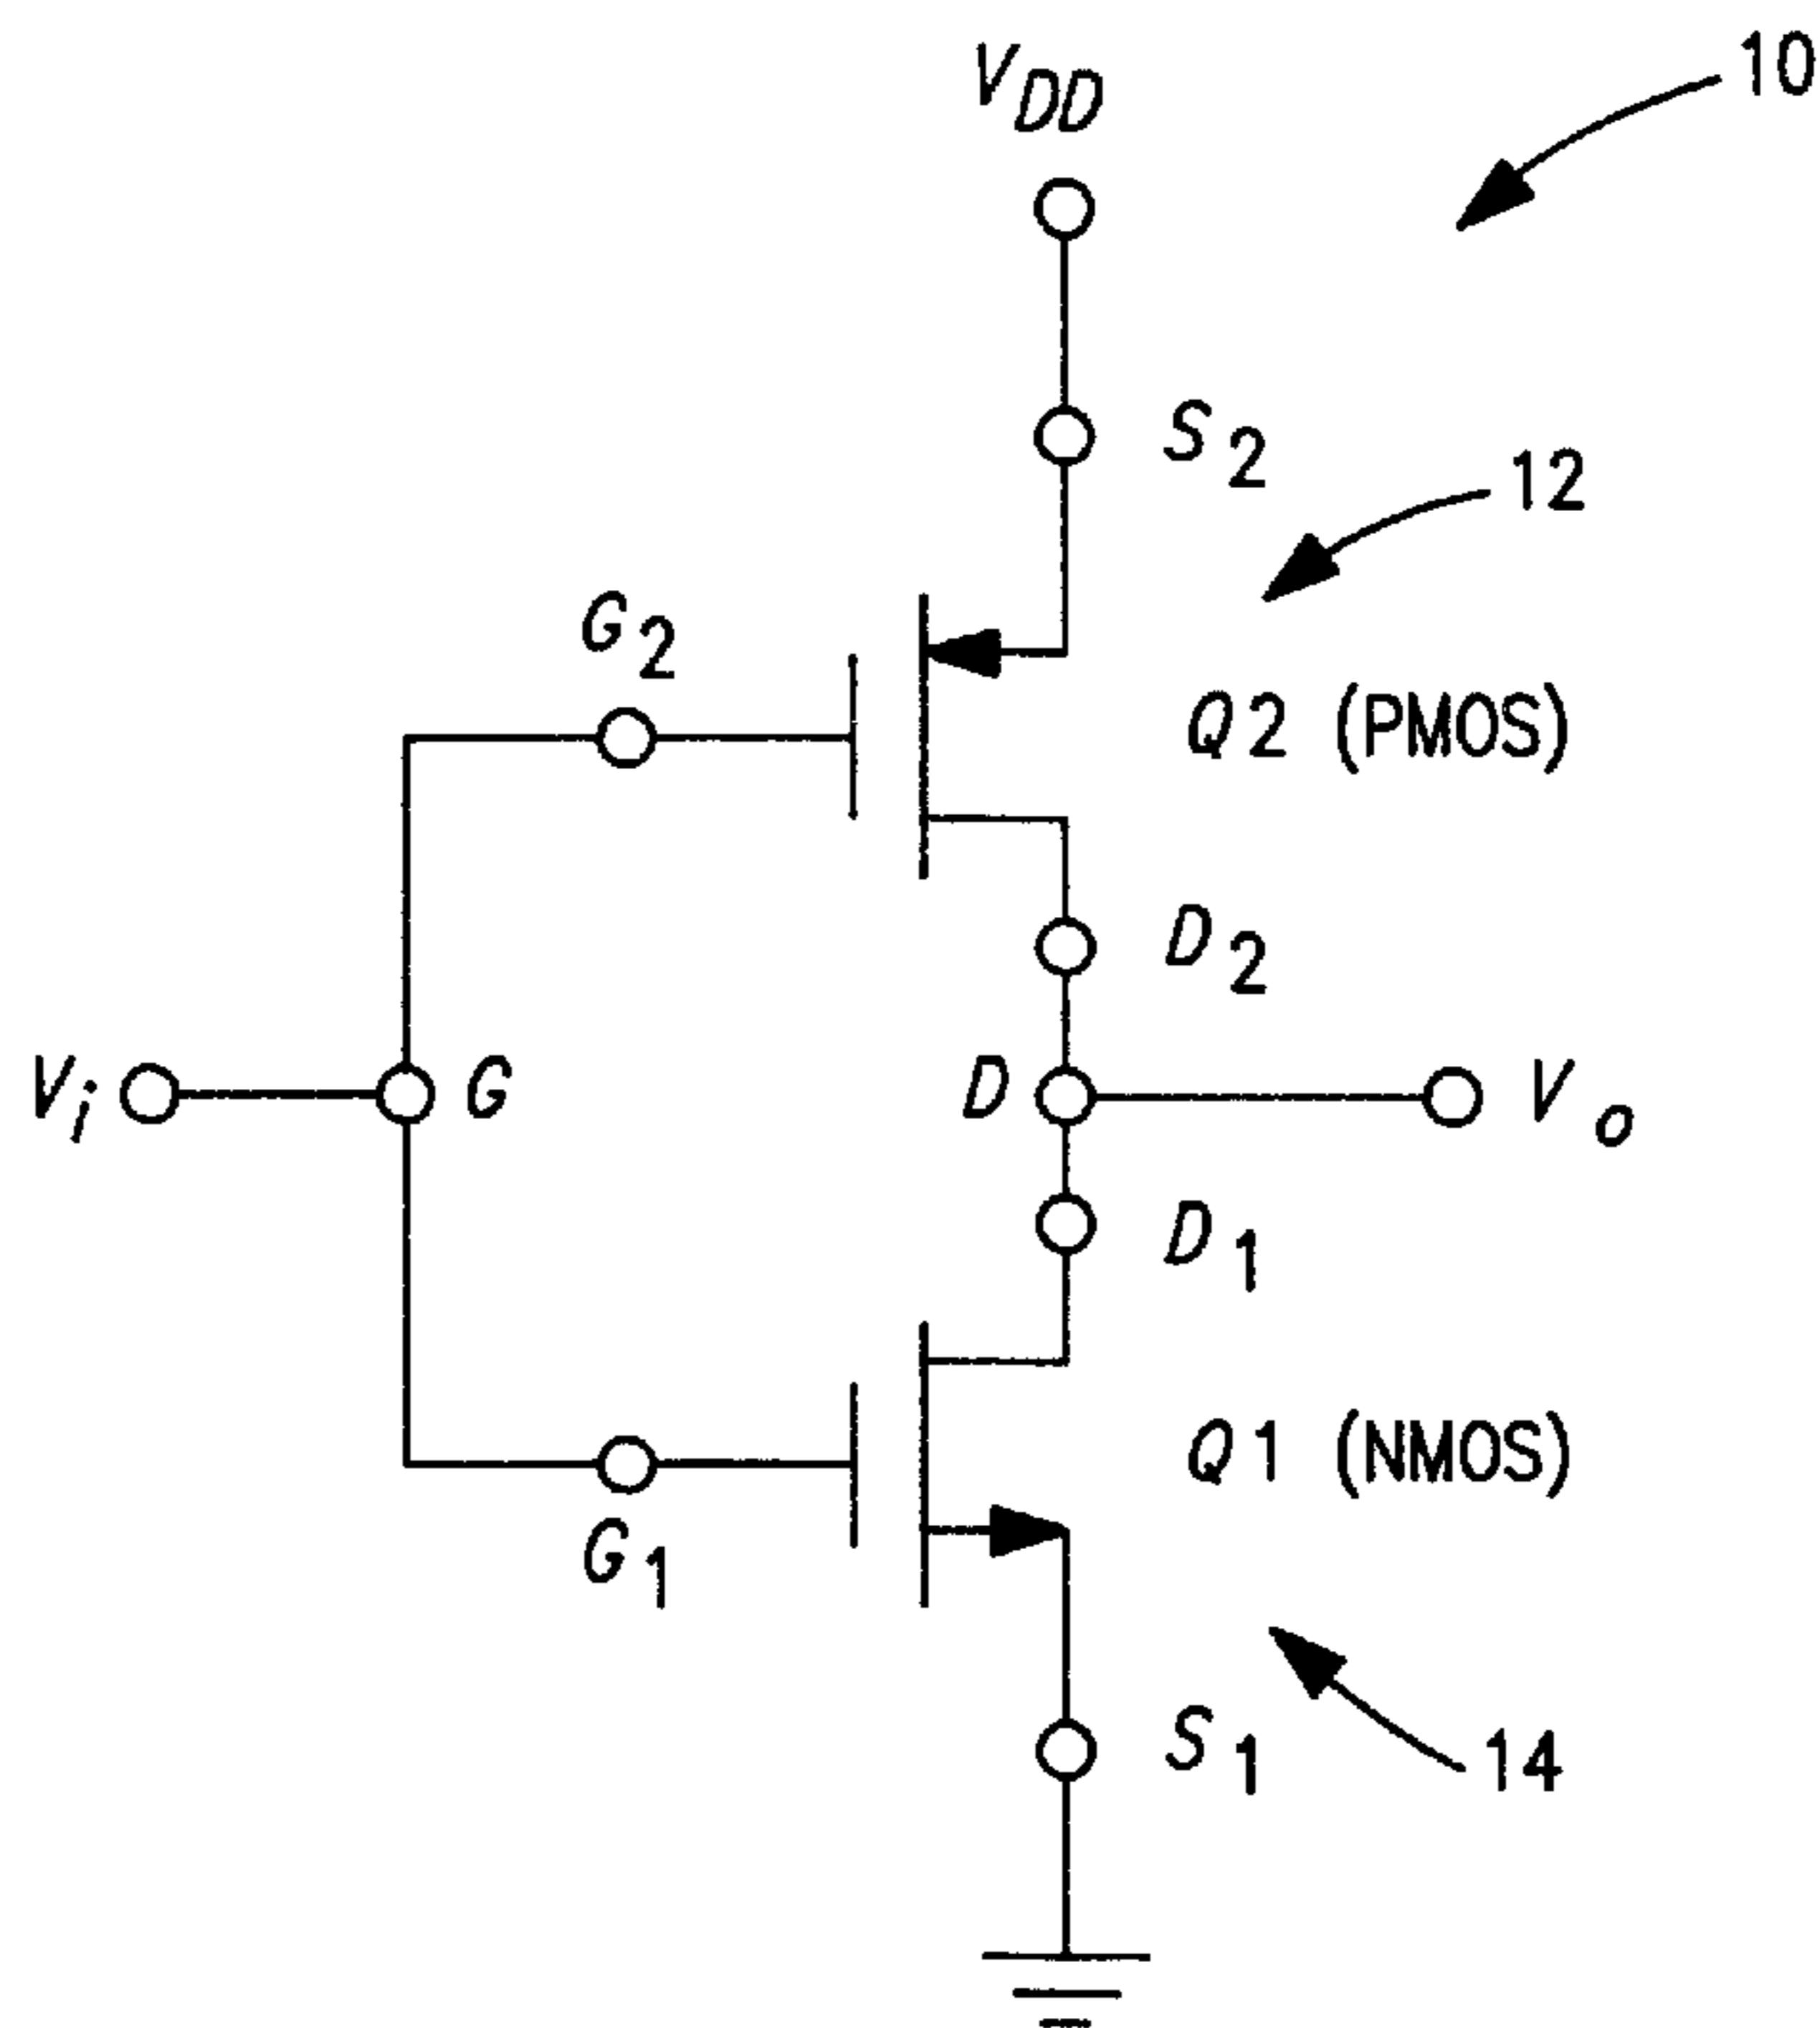 10
V_DD
S_2
12
G_2
Q2 (PMOS)
D_2
V_i
G
D
V_o
D_1
Q1 (NMOS)
G_1
S_1
14